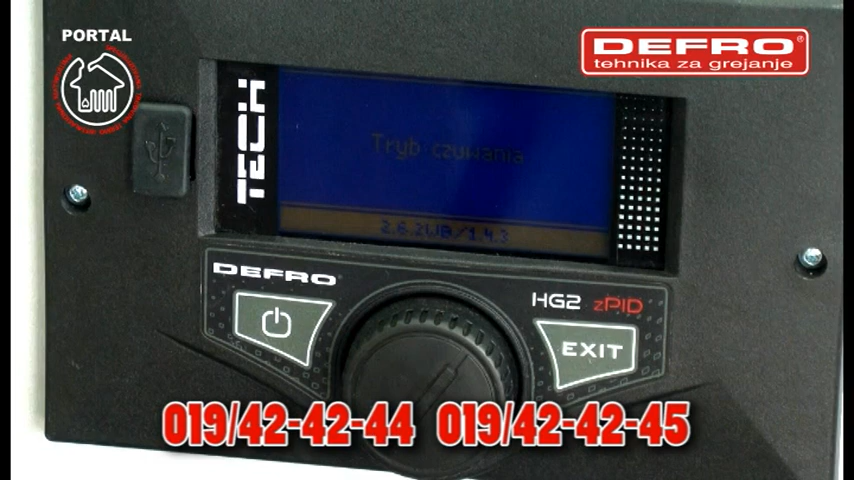 PORTAL
DEFRO®
tehnika za grejanje
TECH
Tryb czuwania
DEFRO
HG2 zPID
EXIT
019/42-42-44 019/42-42-45